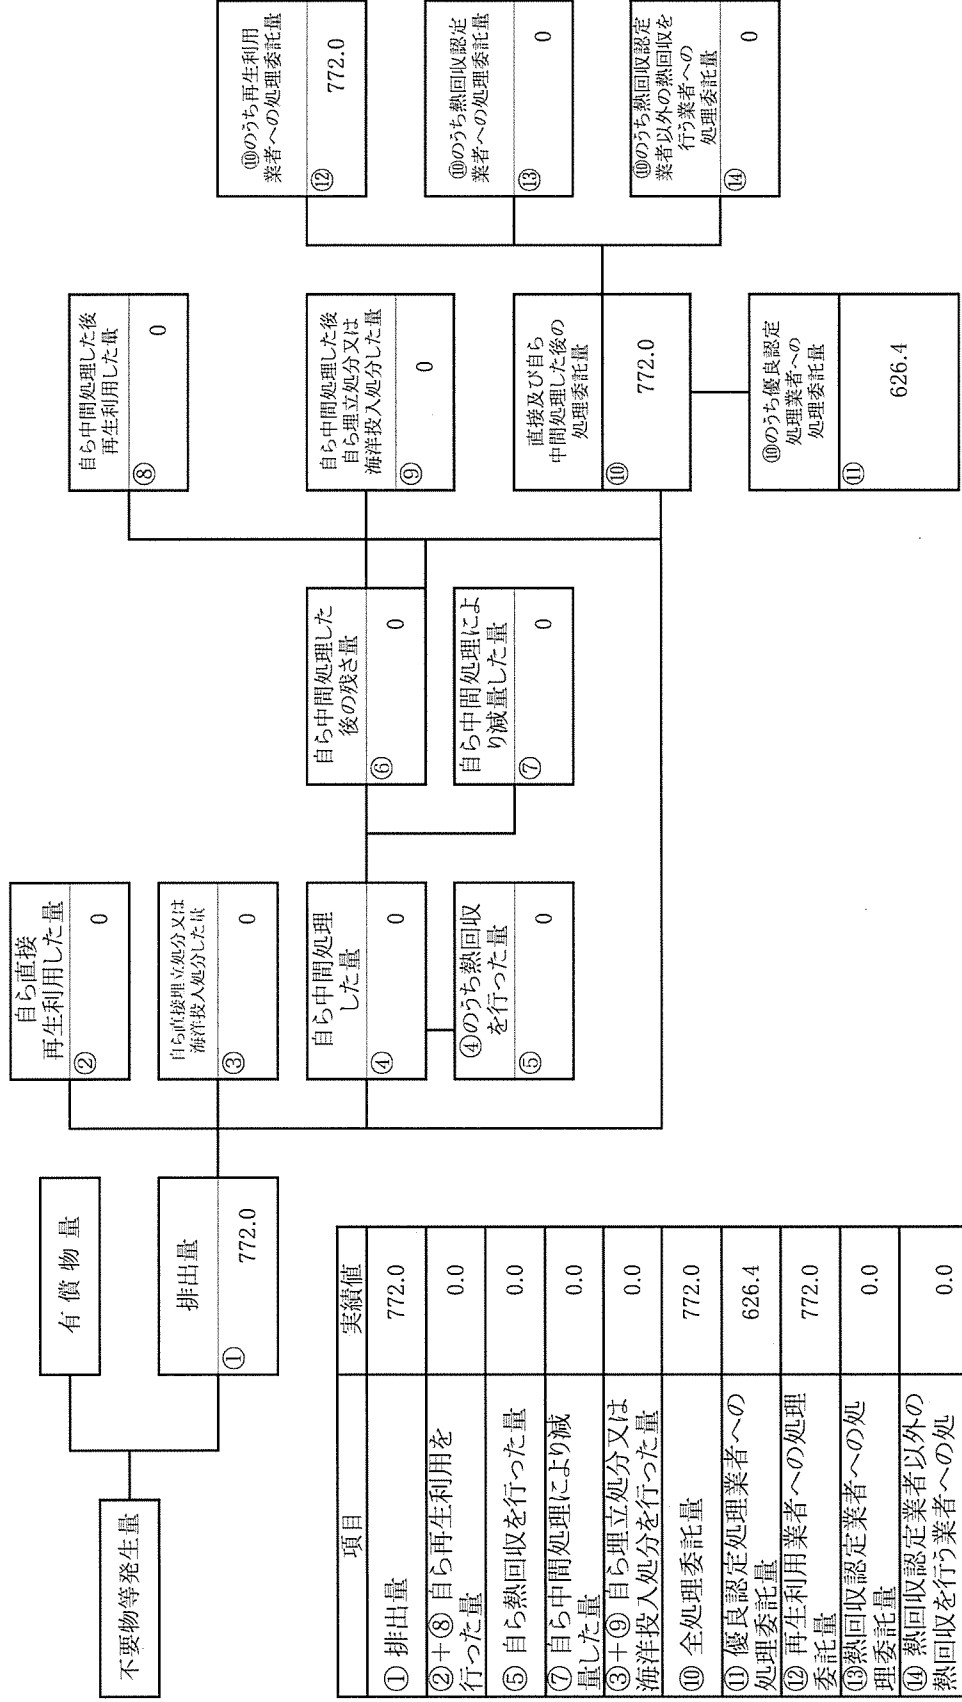 不要物等発生量
有償物量
排出量
①
772.0
自ら直接
再生利用した量
②
0
自ら直接埋立処分又は
海洋投入処分した量
③
0
自ら中間処理
した量
④
0
④のうち熱回収
を行った量
⑤
0
自ら中間処理した
後の残さ量
⑥
0
自ら中間処理によ
り減量した量
⑦
0
自ら中間処理した後
再生利用した量
⑧
0
自ら中間処理した後
自ら埋立処分又は
海洋投入処分した量
⑨
0
直接及び自ら
中間処理した後の
処理委託量
⑩
772.0
⑩のうち優良認定
処理業者への
処理委託量
⑪
626.4
⑩のうち再生利用
業者への処理委託量
⑫
772.0
⑩のうち熱回収認定
業者への処理委託量
⑬
0
⑩のうち熱回収認定
業者以外の熱回収を
行う業者への
処理委託量
⑭
0
項目 実績値
① 排出量 772.0
②+⑧ 自ら再生利用を
行った量 0.0
⑤ 自ら熱回収を行った量 0.0
⑦ 自ら中間処理により減
量した量 0.0
③+⑨ 自ら埋立処分又は
海洋投入処分を行った量 0.0
⑩ 全処理委託量 772.0
⑪ 優良認定処理業者への
処理委託量 626.4
⑫ 再生利用業者への処理
委託量 772.0
⑬熱回収認定業者への処
理委託量 0.0
⑭ 熱回収認定業者以外の
熱回収を行う業者への処 0.0